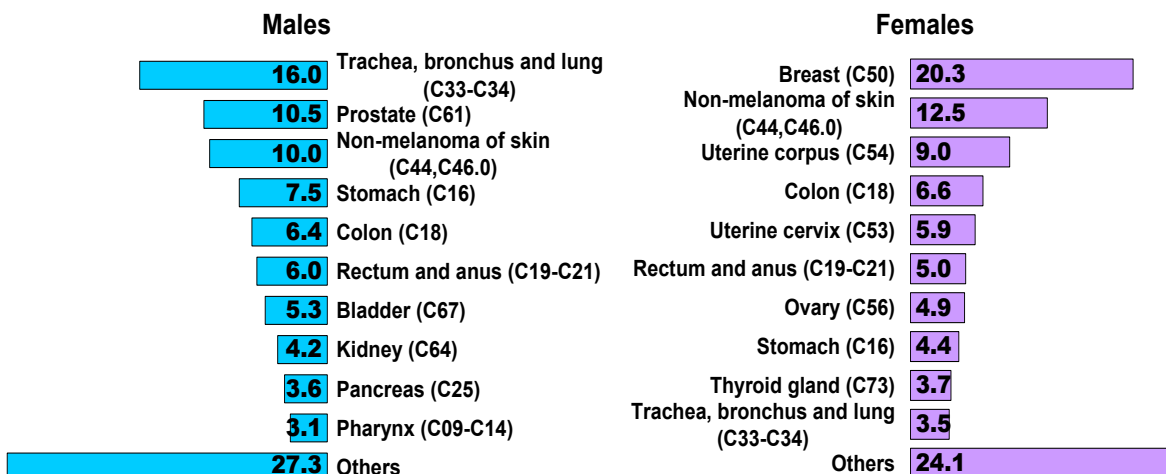 Males
16.0 Trachea, bronchus and lung
(C33-C34)
10.5 Prostate (C61)
10.0 Non-melanoma of skin
(C44,C46.0)
7.5 Stomach (C16)
6.4 Colon (C18)
6.0 Rectum and anus (C19-C21)
5.3 Bladder (C67)
4.2 Kidney (C64)
3.6 Pancreas (C25)
3.1 Pharynx (C09-C14)
27.3 Others
Females
Breast (C50) 20.3
Non-melanoma of skin
(C44,C46.0) 12.5
Uterine corpus (C54) 9.0
Colon (C18) 6.6
Uterine cervix (C53) 5.9
Rectum and anus (C19-C21) 5.0
Ovary (C56) 4.9
Stomach (C16) 4.4
Thyroid gland (C73) 3.7
Trachea, bronchus and lung
(C33-C34) 3.5
Others 24.1